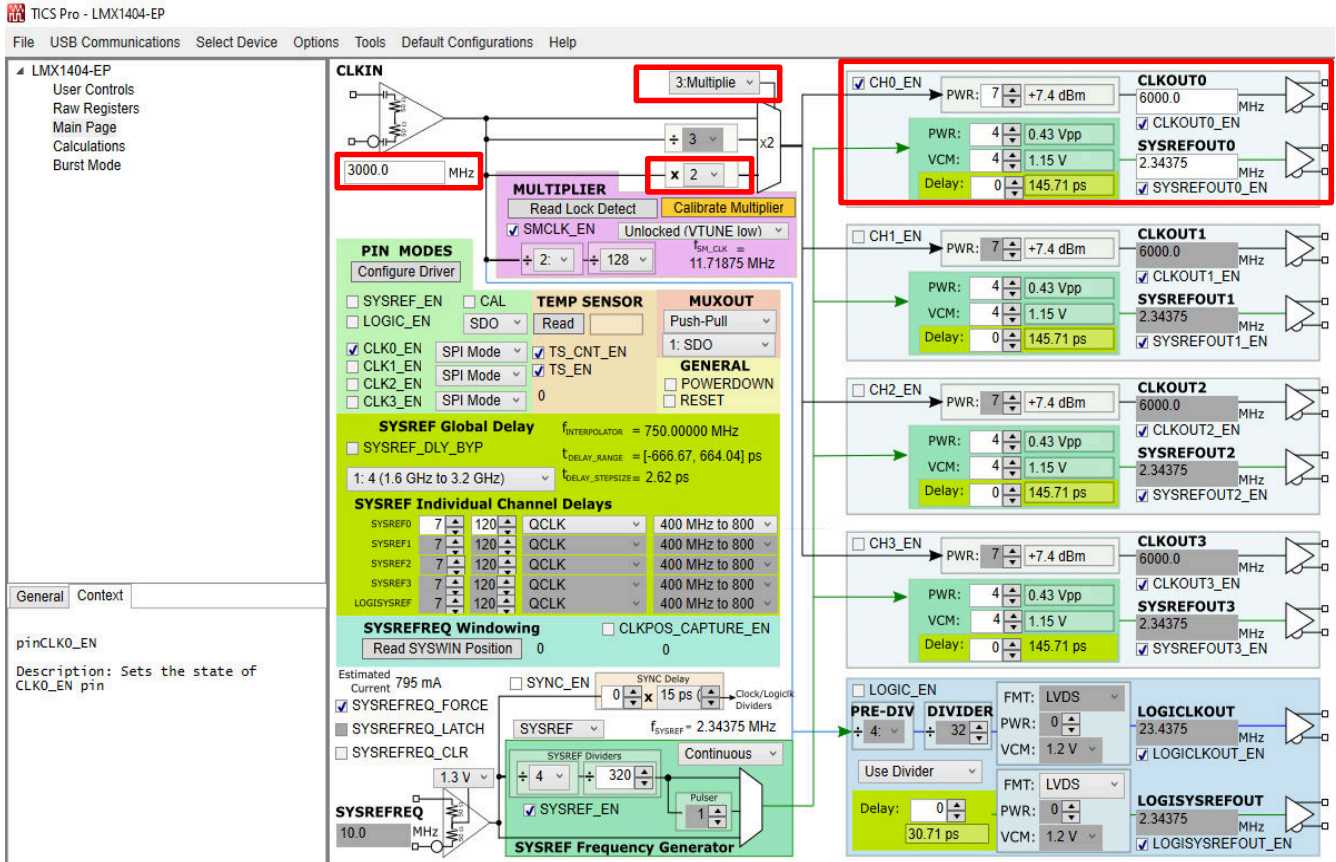 TICS Pro - LMX1404-EP
File USB Communications Select Device Options Tools Default Configurations Help
LMX1404-EP
User Controls
Raw Registers
Main Page
Calculations
Burst Mode
General Context
pinCLK0_EN
Description: Sets the state of
CLK0_EN pin
CLKIN
50 Ω
50 Ω
3000.0 MHz
3:Multiplie
÷ 3
x2
x 2
MULTIPLIER
Read Lock Detect Calibrate Multiplier
SMCLK_EN Unlocked (VTUNE low)
÷ 2: ÷ 128
fSM_CLK =
11.71875 MHz
PIN MODES
Configure Driver
SYSREF_EN CAL
LOGIC_EN SDO
CLK0_EN SPI Mode
CLK1_EN SPI Mode
CLK2_EN
CLK3_EN SPI Mode
TEMP SENSOR
Read
TS_CNT_EN
TS_EN
0
MUXOUT
Push-Pull
1: SDO
GENERAL
POWERDOWN
RESET
SYSREF Global Delay
SYSREF_DLY_BYP
1: 4 (1.6 GHz to 3.2 GHz)
fINTERPOLATOR = 750.00000 MHz
tDELAY_RANGE = [-666.67, 664.04] ps
tDELAY_STEPSIZE = 2.62 ps
SYSREF Individual Channel Delays
SYSREF0 7 120 QCLK 400 MHz to 800
SYSREF1 7 120 QCLK 400 MHz to 800
SYSREF2 7 120 QCLK 400 MHz to 800
SYSREF3 7 120 QCLK 400 MHz to 800
LOGISYSREF 7 120 QCLK 400 MHz to 800
SYSREFREQ Windowing CLKPOS_CAPTURE_EN
Read SYSWIN Position 0 0
Estimated
Current 795 mA
SYSREFREQ_FORCE
SYSREFREQ_LATCH
SYSREFREQ_CLR
SYNC_EN
SYNC Delay
0 x 15 ps (
Clock/Logiclk
Dividers
SYSREF fSYSREF = 2.34375 MHz
SYSREF Dividers
÷ 4 ÷ 320
SYSREF_EN
Continuous
Pulser
1
SYSREF Frequency Generator
1.3 V
SYSREFREQ
10.0 MHz
CH0_EN
PWR: 7 +7.4 dBm
PWR: 4 0.43 Vpp
VCM: 4 1.15 V
Delay: 0 145.71 ps
CLKOUT0
6000.0 MHz
CLKOUT0_EN
SYSREFOUT0
2.34375 MHz
SYSREFOUT0_EN
CH1_EN
PWR: 7 +7.4 dBm
PWR: 4 0.43 Vpp
VCM: 4 1.15 V
Delay: 0 145.71 ps
CLKOUT1
6000.0 MHz
CLKOUT1_EN
SYSREFOUT1
2.34375 MHz
SYSREFOUT1_EN
CH2_EN
PWR: 7 +7.4 dBm
PWR: 4 0.43 Vpp
VCM: 4 1.15 V
Delay: 0 145.71 ps
CLKOUT2
6000.0 MHz
CLKOUT2_EN
SYSREFOUT2
2.34375 MHz
SYSREFOUT2_EN
CH3_EN
PWR: 7 +7.4 dBm
PWR: 4 0.43 Vpp
VCM: 4 1.15 V
Delay: 0 145.71 ps
CLKOUT3
6000.0 MHz
CLKOUT3_EN
SYSREFOUT3
2.34375 MHz
SYSREFOUT3_EN
LOGIC_EN
PRE-DIV DIVIDER
÷ 4: ÷ 32
Use Divider
Delay: 0
30.71 ps
FMT: LVDS
PWR: 0
VCM: 1.2 V
LOGICLKOUT
23.4375 MHz
LOGICLKOUT_EN
FMT: LVDS
PWR: 0
VCM: 1.2 V
LOGISYSREFOUT
2.34375 MHz
LOGISYSREFOUT_EN